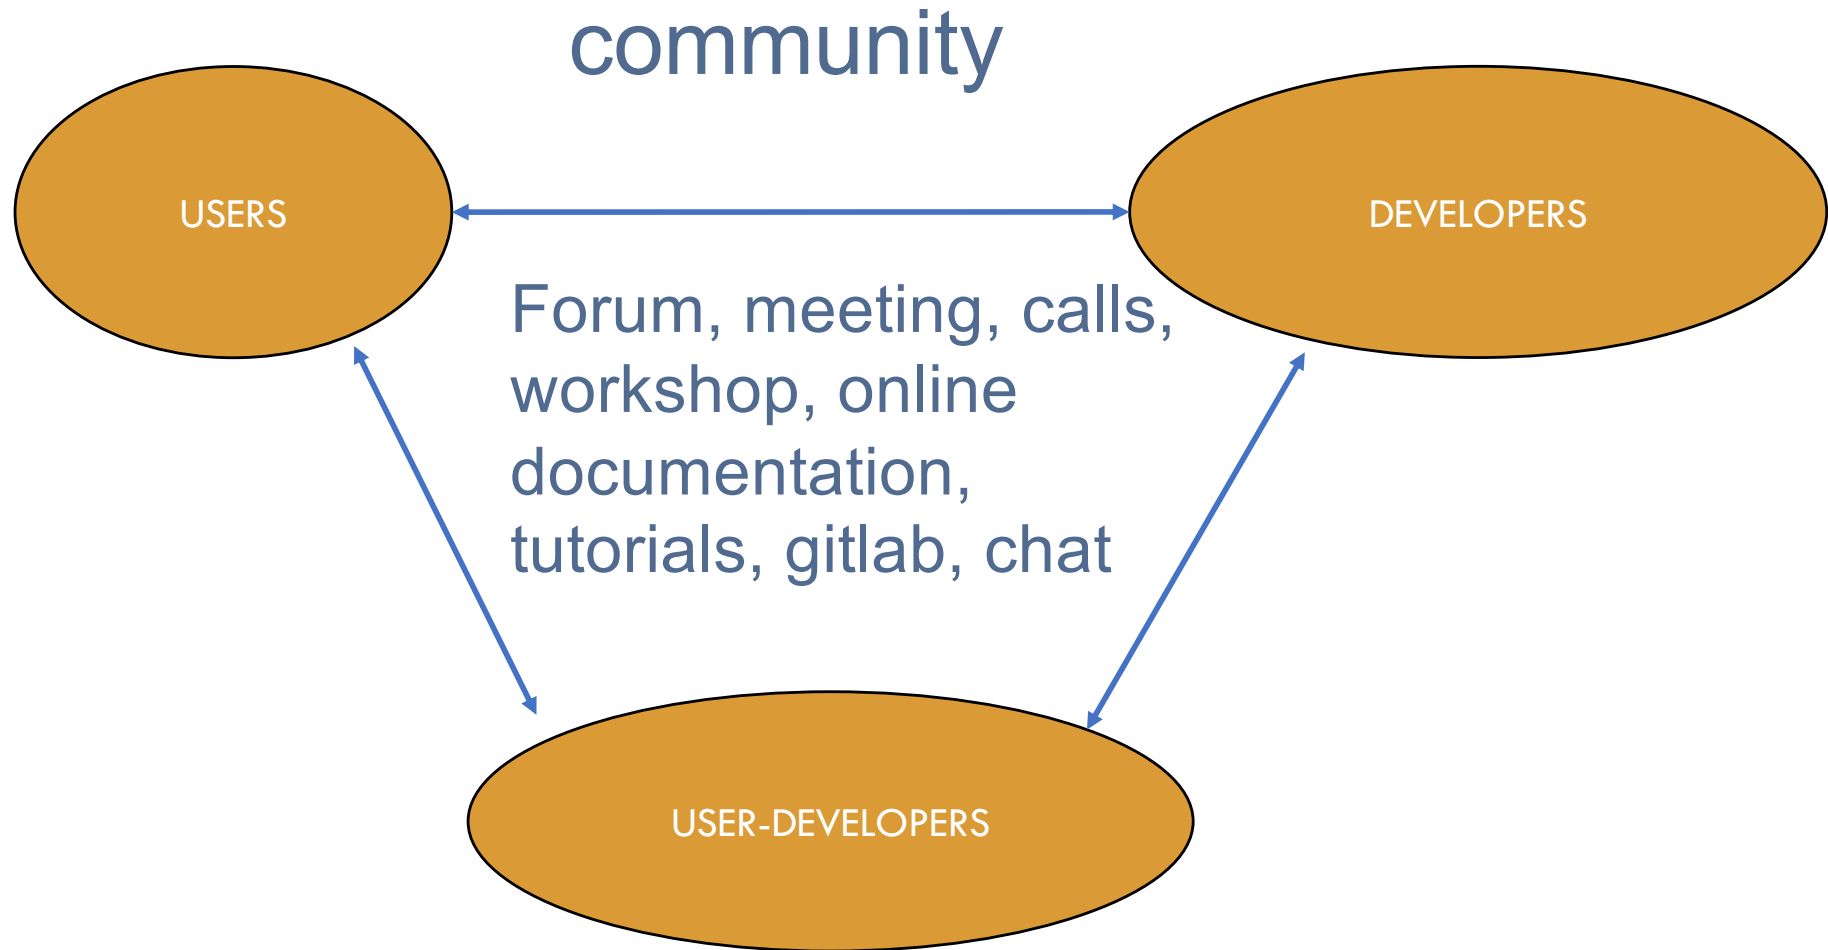 community
USERS
DEVELOPERS
Forum, meeting, calls,
workshop, online
documentation,
tutorials, gitlab, chat
USER-DEVELOPERS